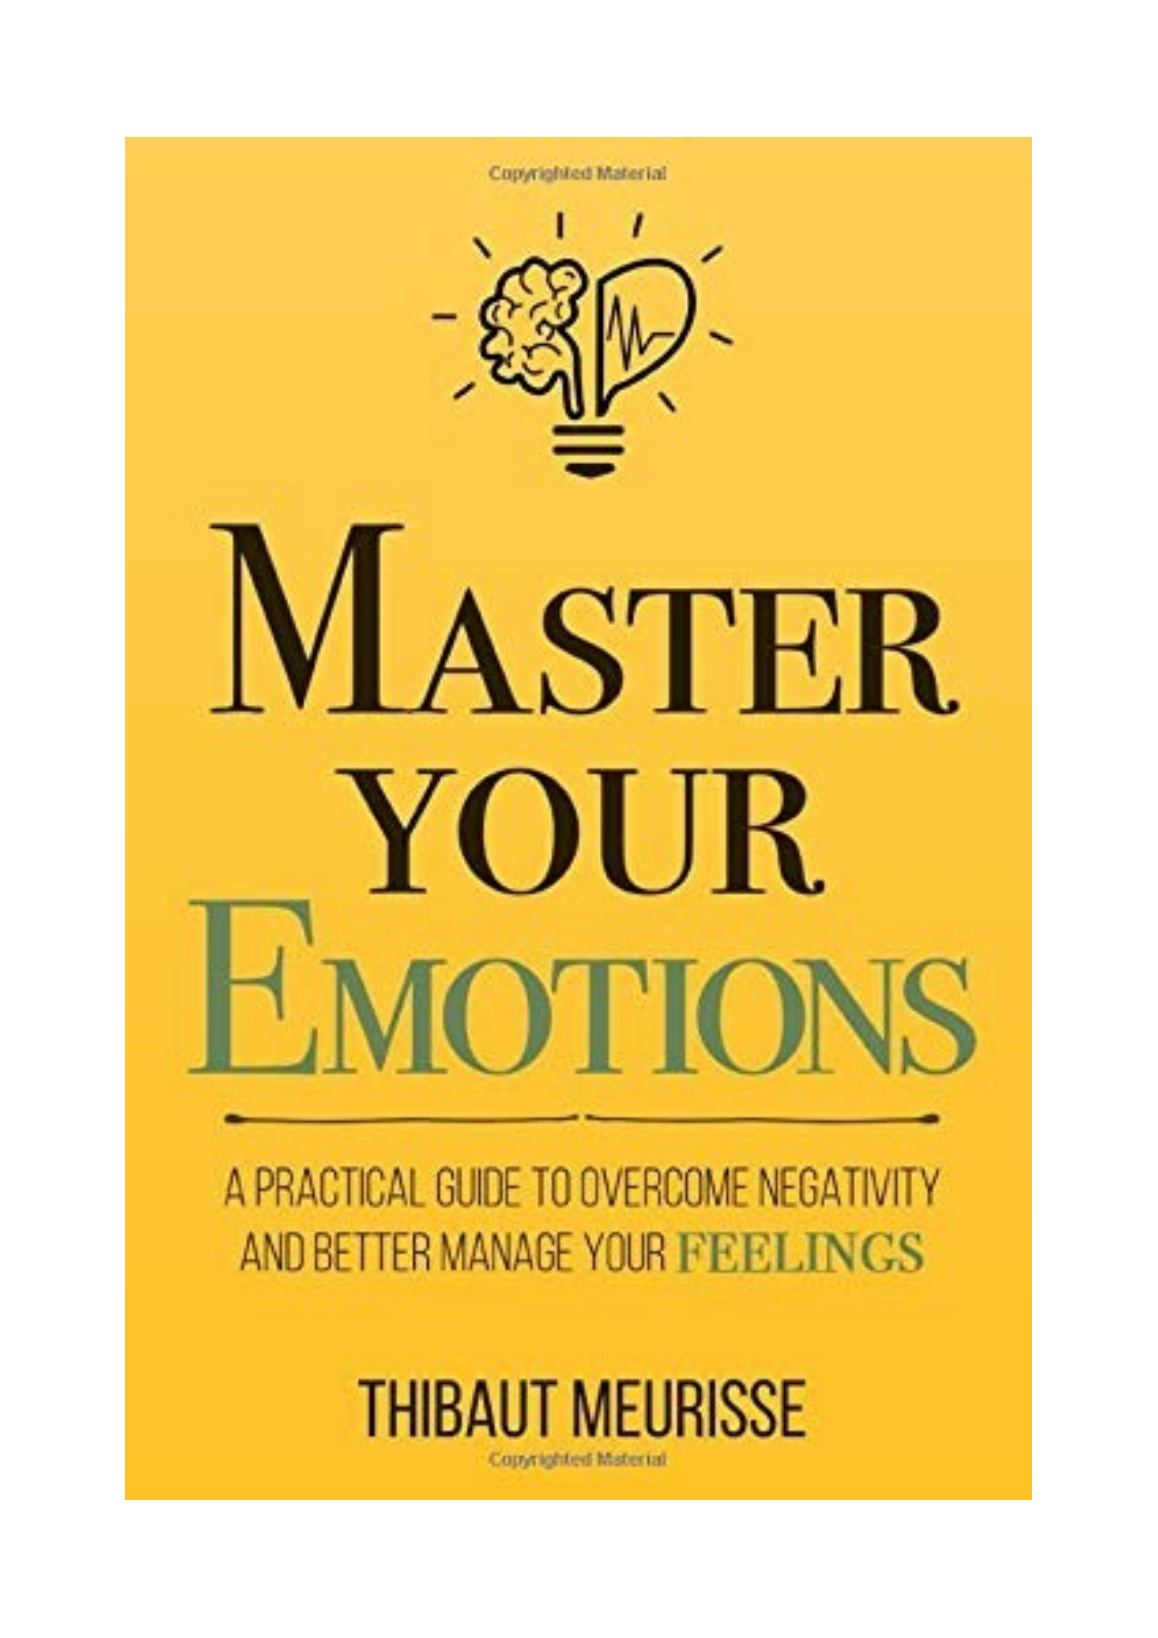 Copyrighted Material
MASTER
YOUR
EMOTIONS
A PRACTICAL GUIDE TO OVERCOME NEGATIVITY
AND BETTER MANAGE YOUR FEELINGS
THIBAUT MEURISSE
Copyrighted Material